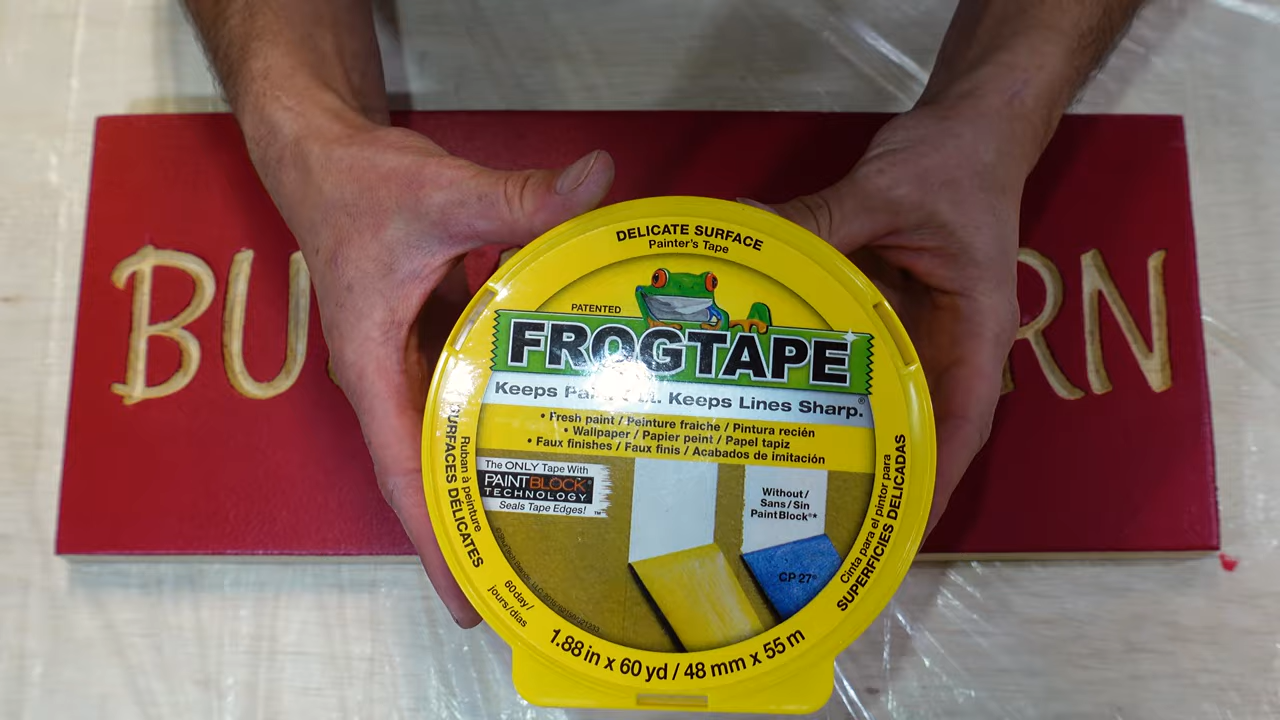 BU
RN
DELICATE SURFACE
Painter's Tape
PATENTED
FROGTAPE®
Keeps Keeps Lines Sharp.
• Fresh paint / Peinture fraiche / Pintura recién
• Wallpaper / Papier peint / Papel tapiz
• Faux finishes / Faux finis / Acabados de imitación
The ONLY Tape With
PAINTBLOCK®
TECHNOLOGY
Seals Tape Edges!™
Without /
Sans / Sin
PaintBlock®*
CP 27®
Ruban à peinture
SURFACES DÉLICATES
60 day /
jours / días
1.88 in x 60 yd / 48 mm x 55 m
Cinta para el pintor para
SUPERFICIES DELICADAS